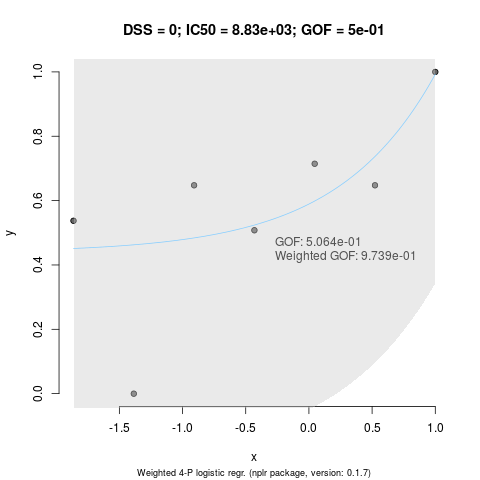 DSS = 0; IC50 = 8.83e+03; GOF = 5e-01
1.0
0.8
0.6
0.4
0.2
0.0
y
GOF: 5.064e-01
Weighted GOF: 9.739e-01
-1.5 -1.0 -0.5 0.0 0.5 1.0
x
Weighted 4-P logistic regr. (nplr package, version: 0.1.7)